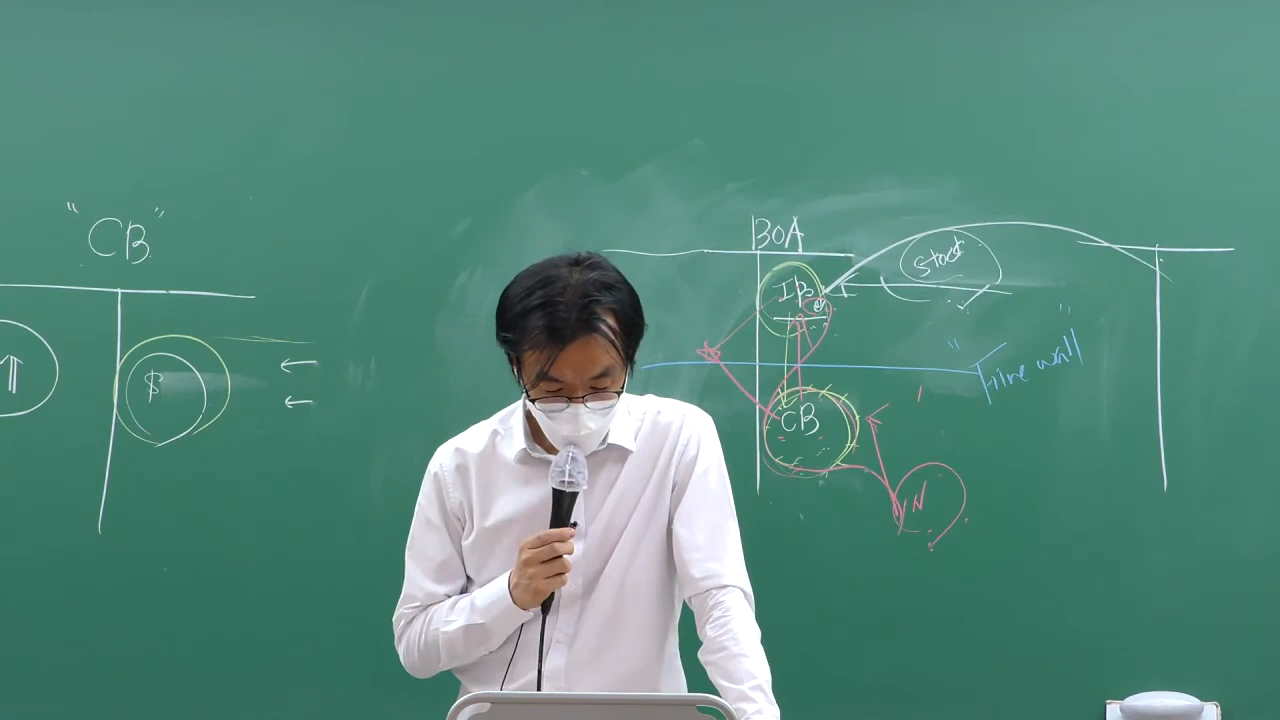 "CB"
$
BOA
IB
Stock
"Fire wall"
CB
N